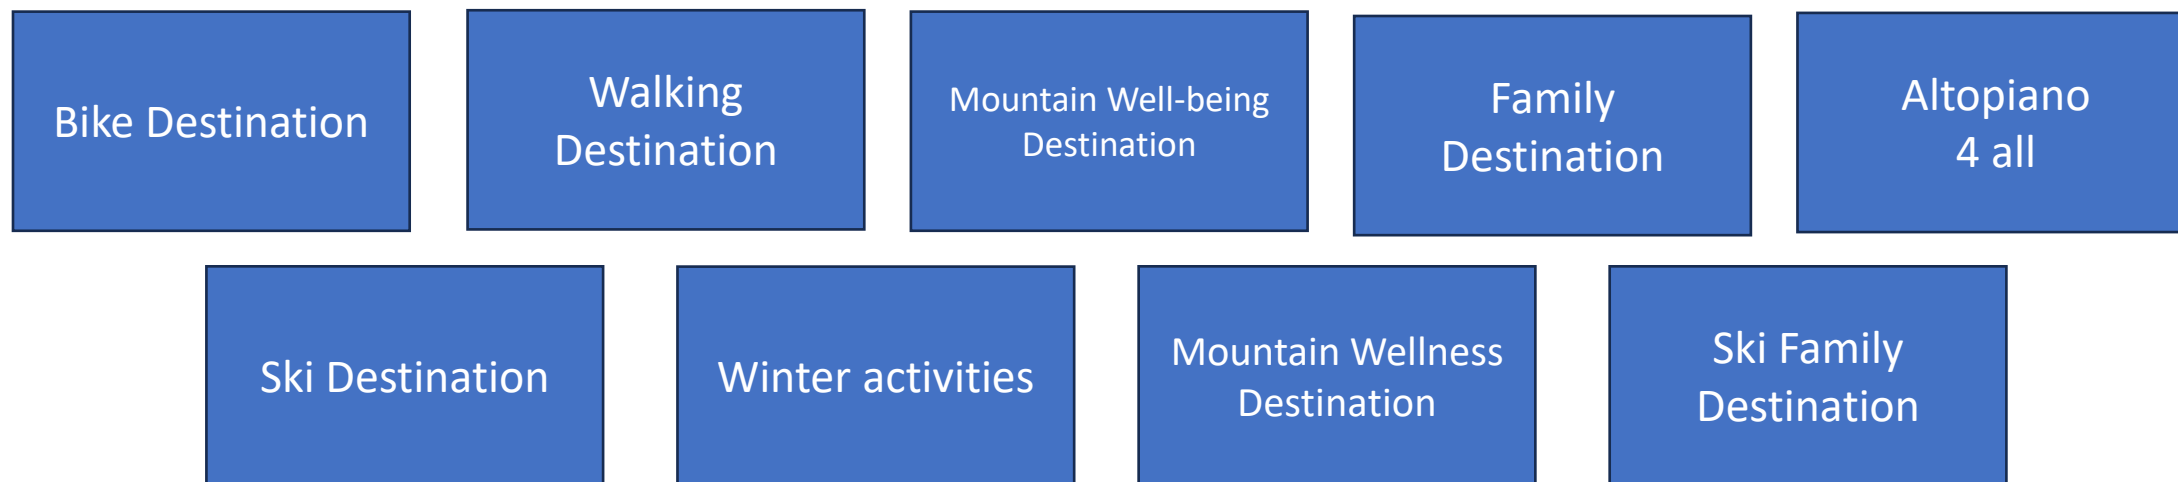 Bike Destination
Walking
Destination
Mountain Well-being
Destination
Family
Destination
Altopiano
4 all
Ski Destination
Winter activities
Mountain Wellness
Destination
Ski Family
Destination